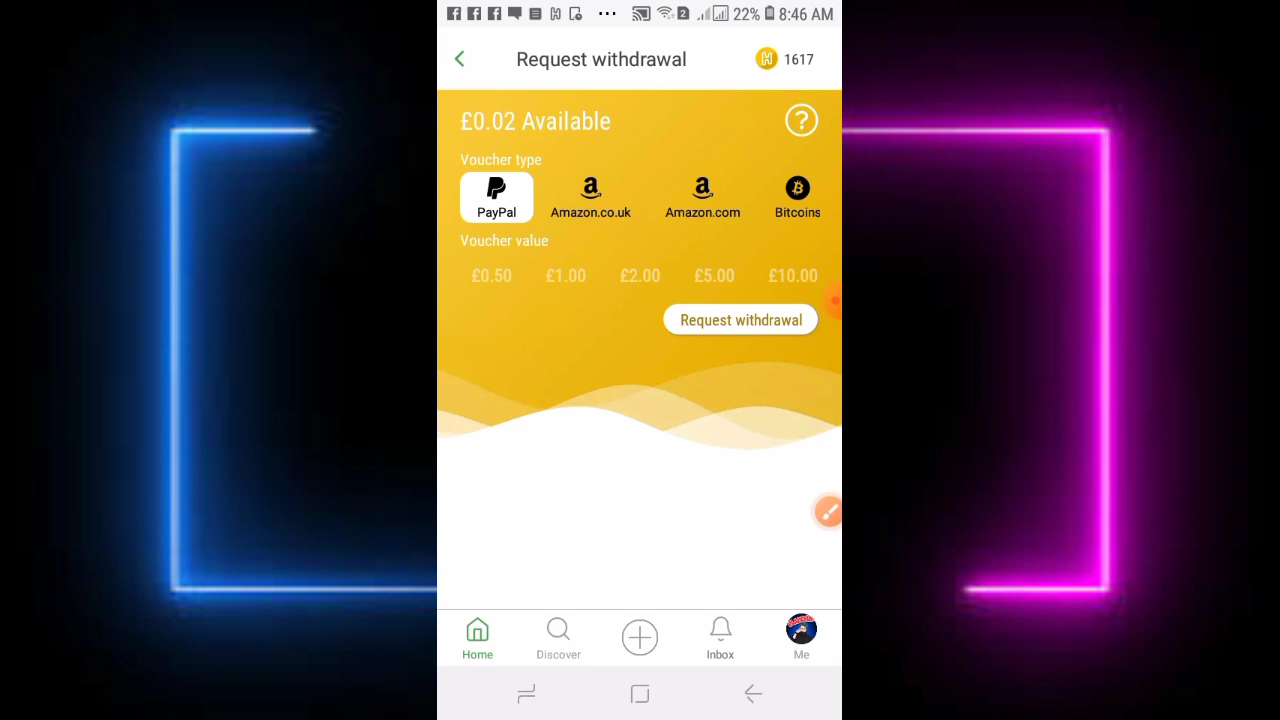 22% 8:46 AM
Request withdrawal 1617
£0.02 Available ?
Voucher type
PayPal Amazon.co.uk Amazon.com Bitcoins
Voucher value
£0.50 £1.00 £2.00 £5.00 £10.00
Request withdrawal
Home Discover Inbox Me